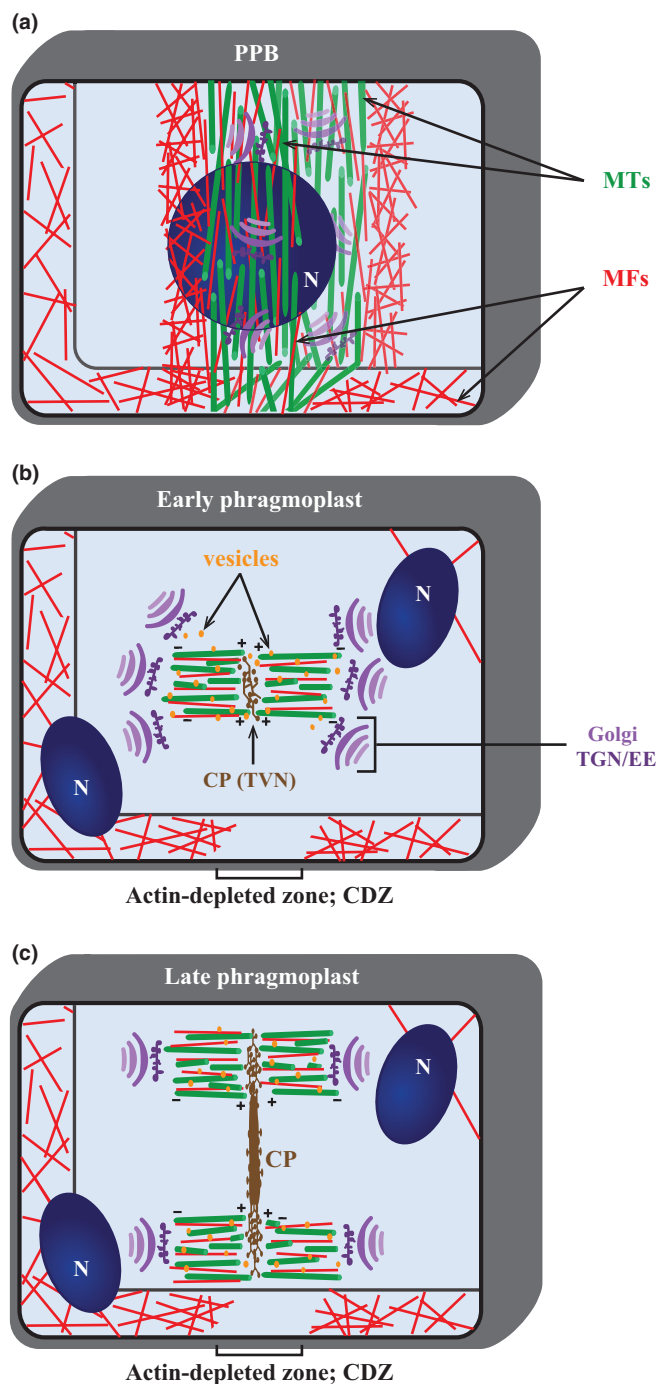 (a)
PPB
MTs
MFs
N
(b)
Early phragmoplast
vesicles
N
- + + -
- + +
Golgi
TGN/EE
CP (TVN)
N
Actin-depleted zone; CDZ
(c)
Late phragmoplast
N
- + + -
CP
- + + -
N
Actin-depleted zone; CDZ